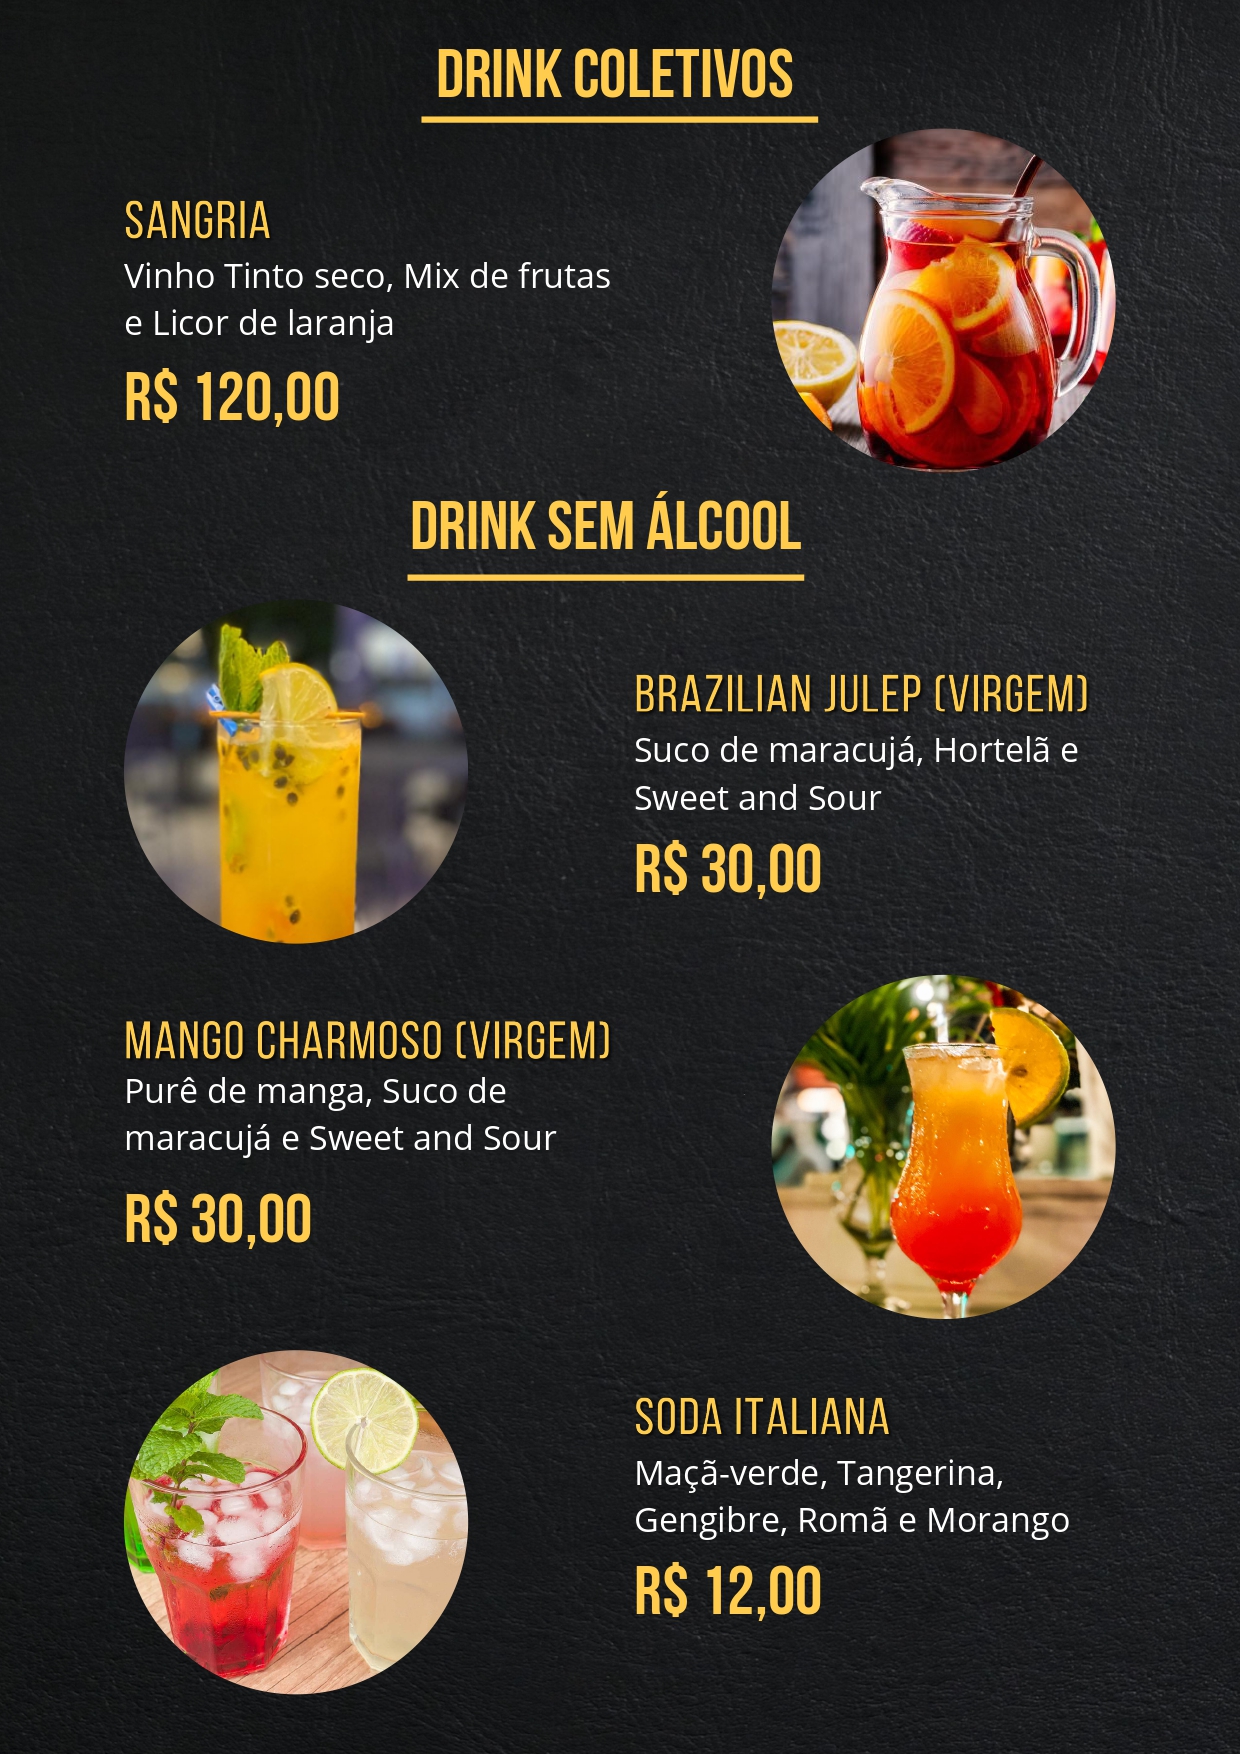 DRINK COLETIVOS
SANGRIA
Vinho Tinto seco, Mix de frutas
e Licor de laranja
R$ 120,00
DRINK SEM ÁLCOOL
BRAZILIAN JULEP (VIRGEM)
Suco de maracujá, Hortelã e
Sweet and Sour
R$ 30,00
MANGO CHARMOSO (VIRGEM)
Purê de manga, Suco de
maracujá e Sweet and Sour
R$ 30,00
SODA ITALIANA
Maçã-verde, Tangerina,
Gengibre, Romã e Morango
R$ 12,00